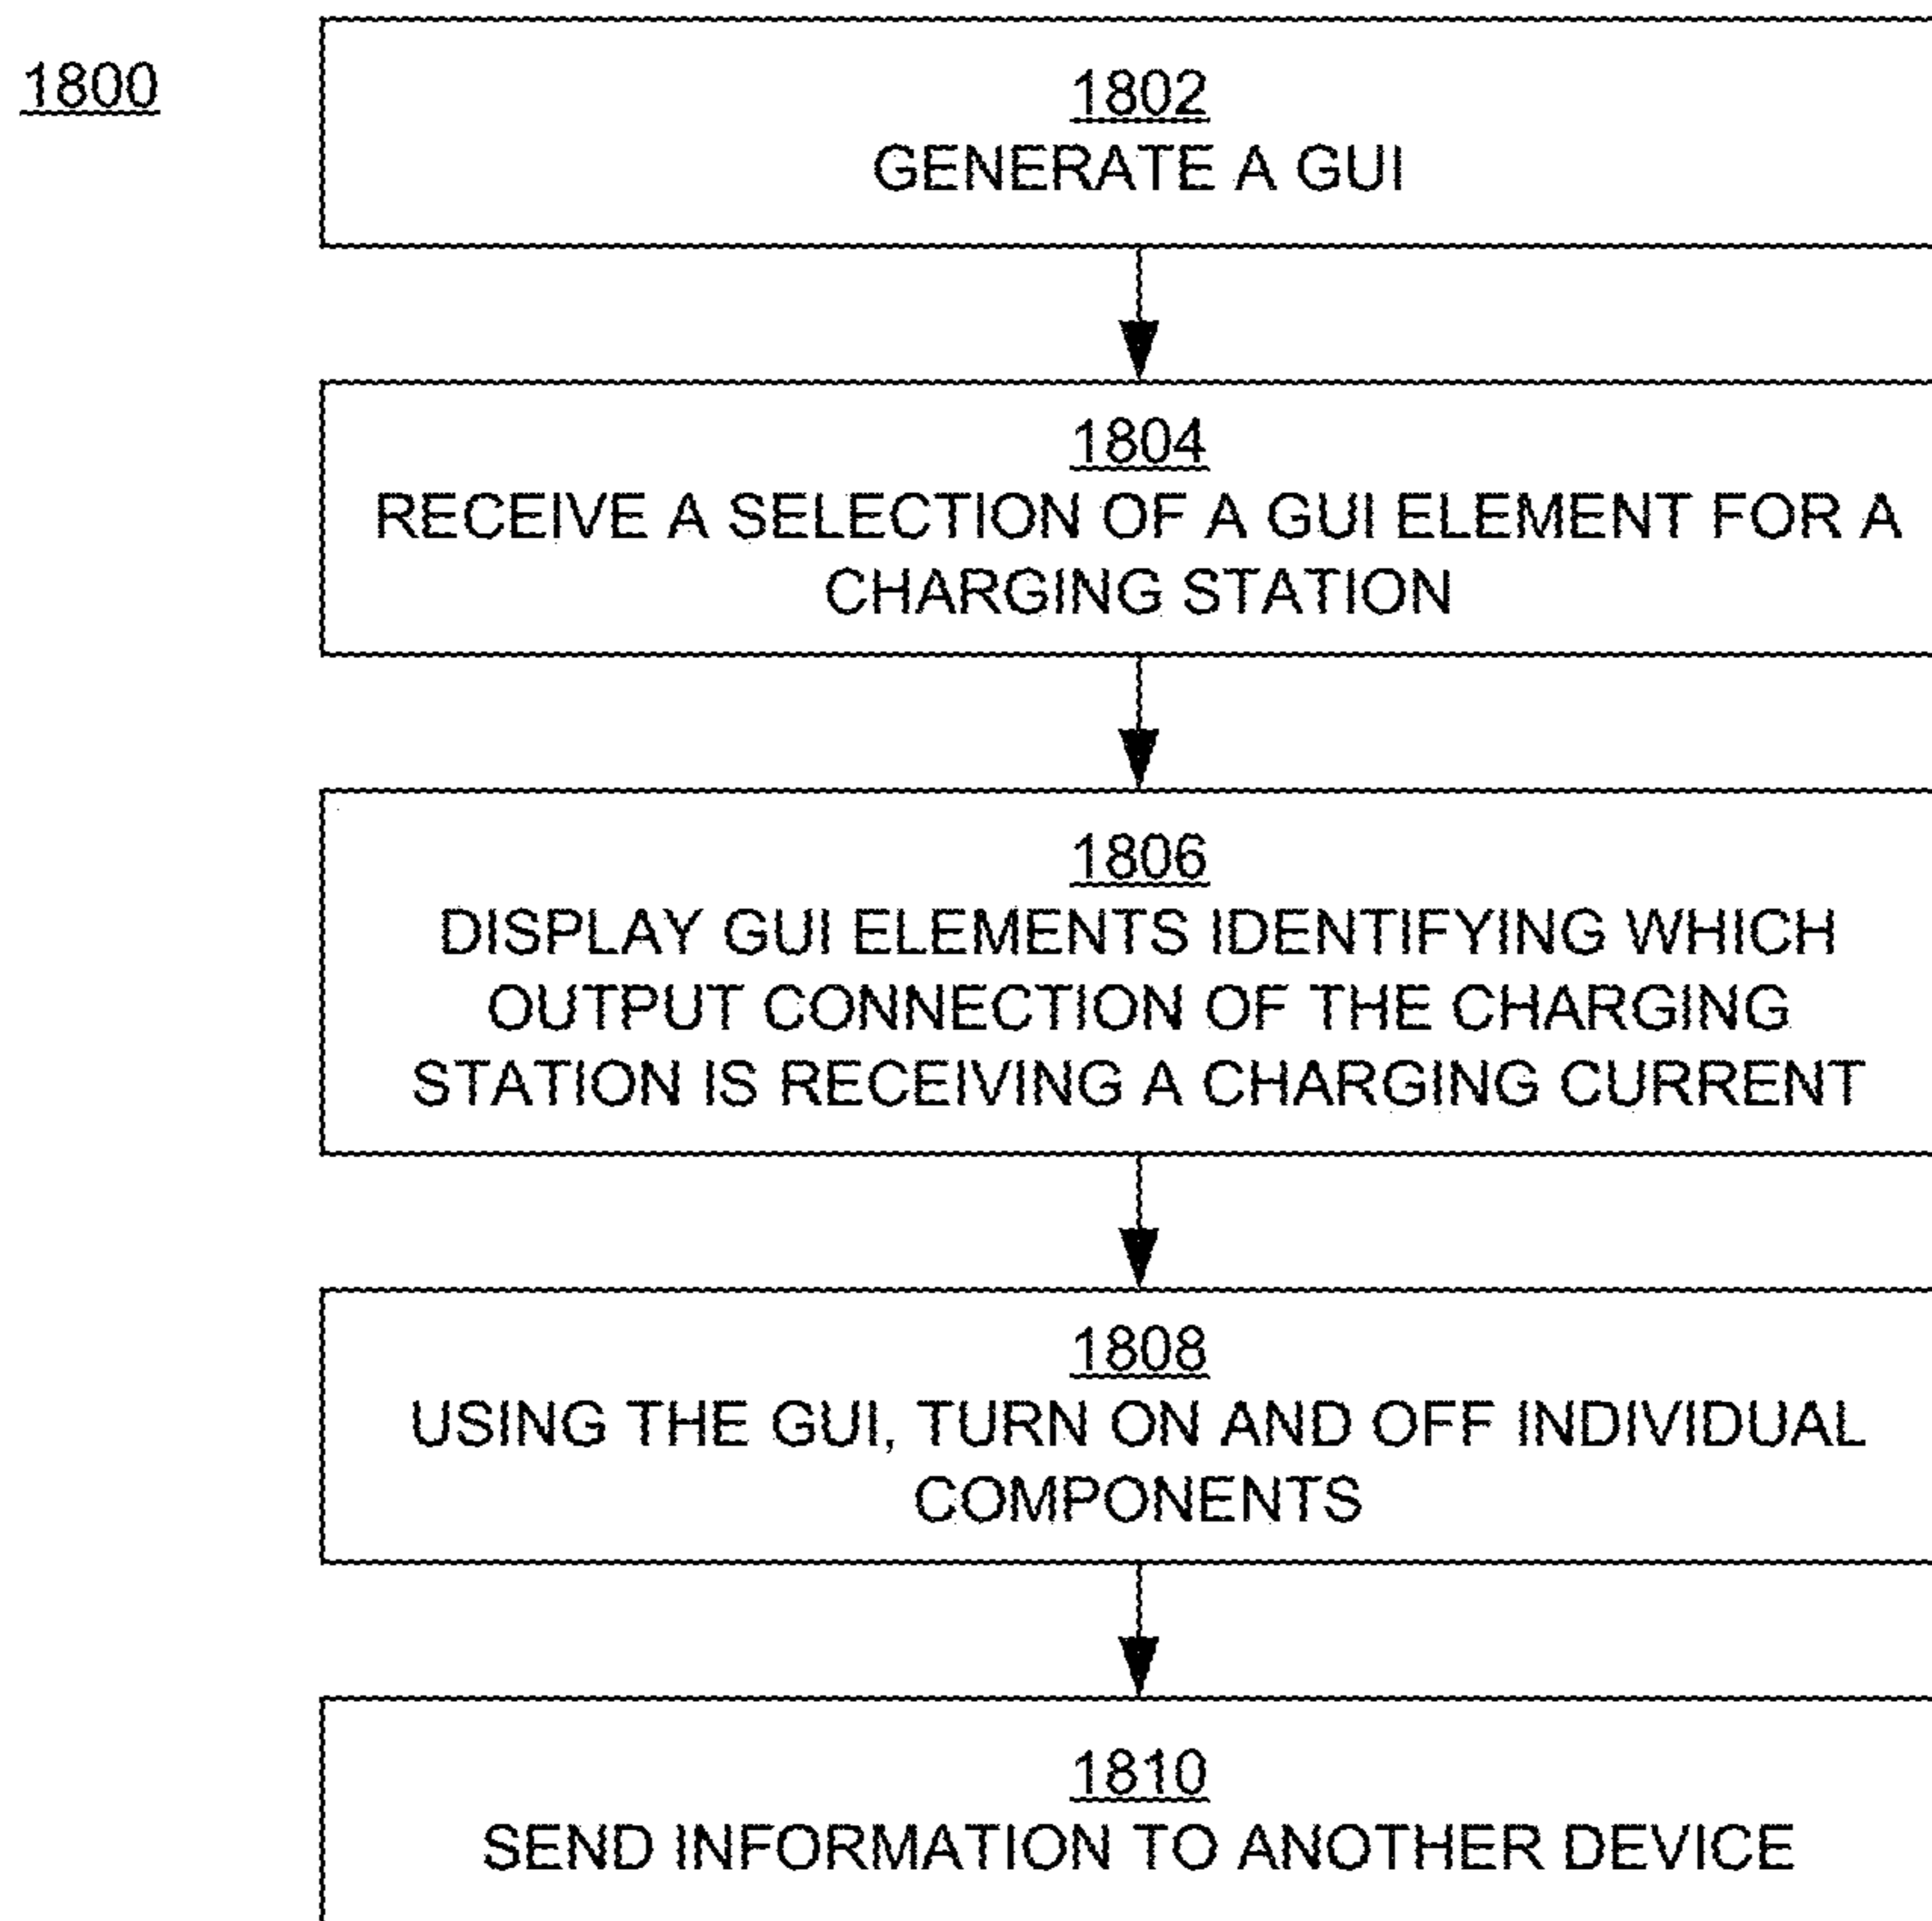 1800
1802
GENERATE A GUI
1804
RECEIVE A SELECTION OF A GUI ELEMENT FOR A
CHARGING STATION
1806
DISPLAY GUI ELEMENTS IDENTIFYING WHICH
OUTPUT CONNECTION OF THE CHARGING
STATION IS RECEIVING A CHARGING CURRENT
1808
USING THE GUI, TURN ON AND OFF INDIVIDUAL
COMPONENTS
1810
SEND INFORMATION TO ANOTHER DEVICE